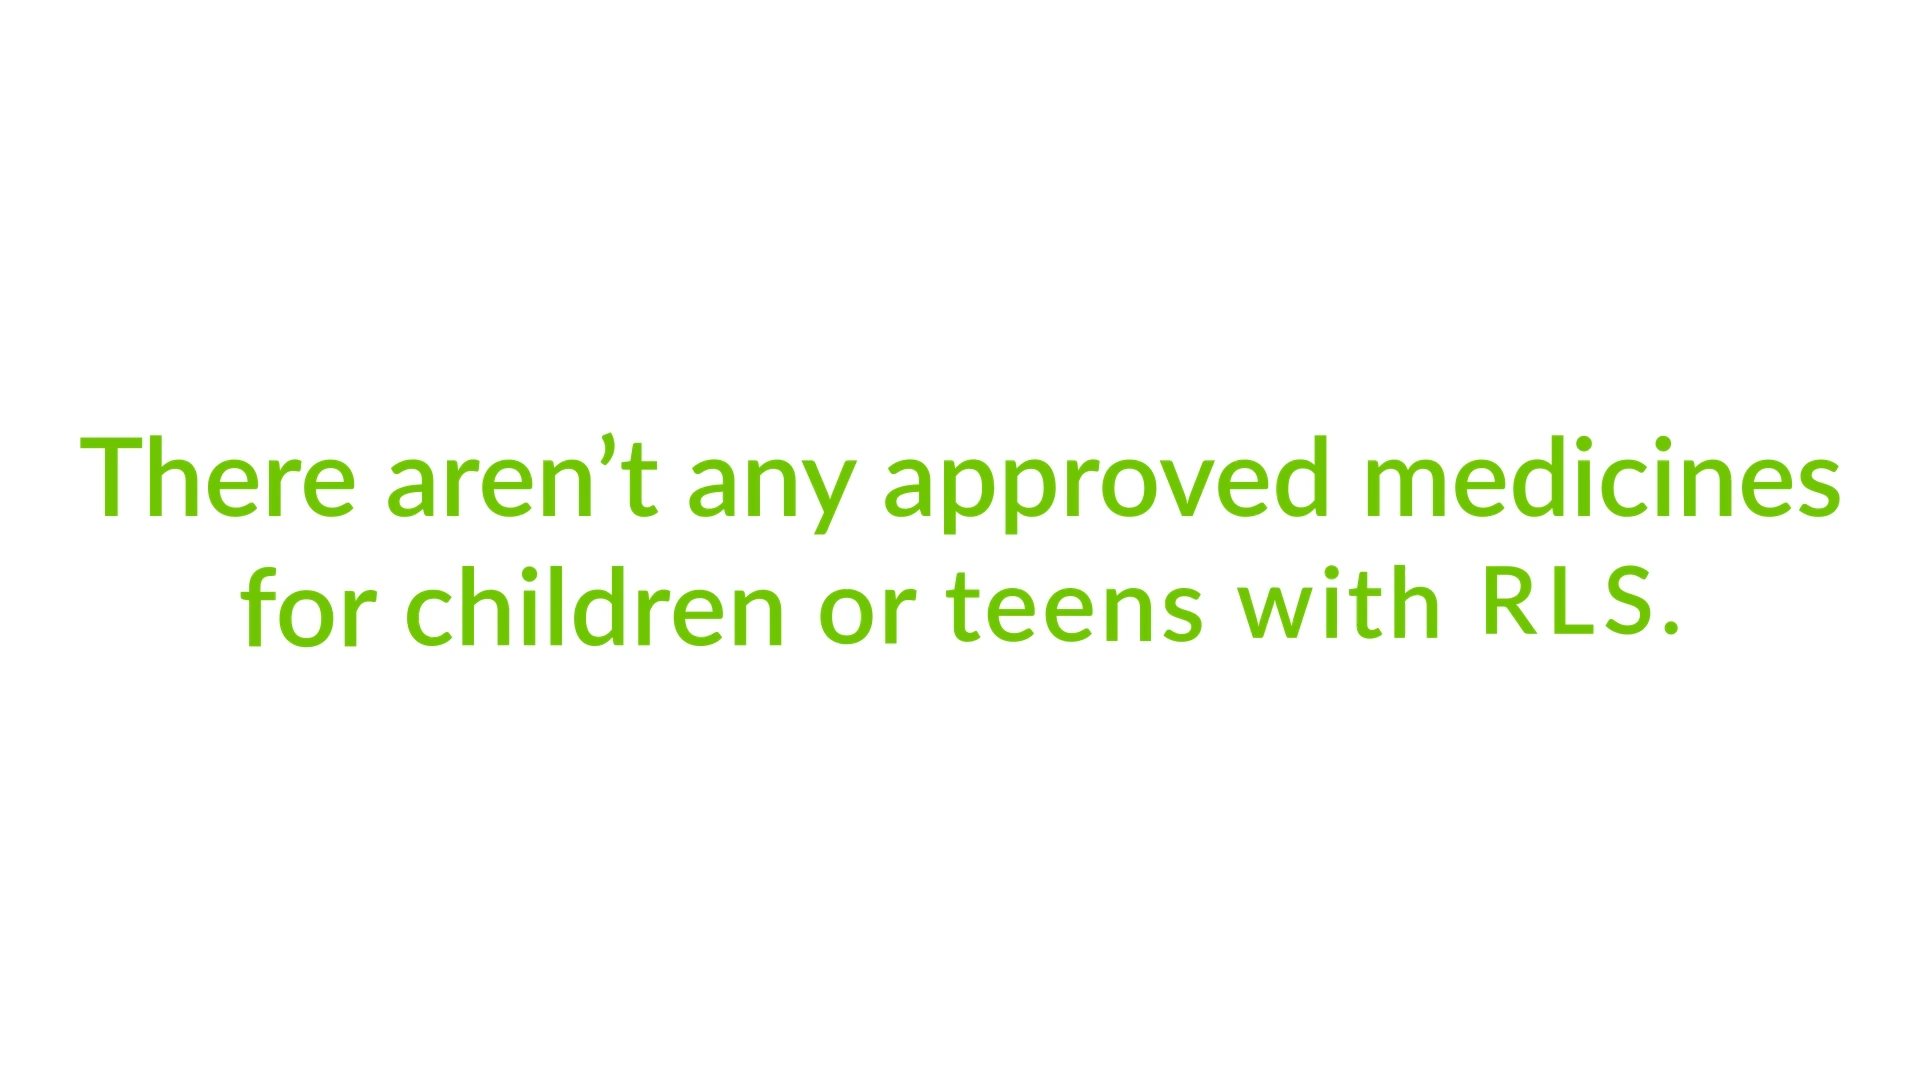 There aren’t any approved medicines
for children or teens with RLS.